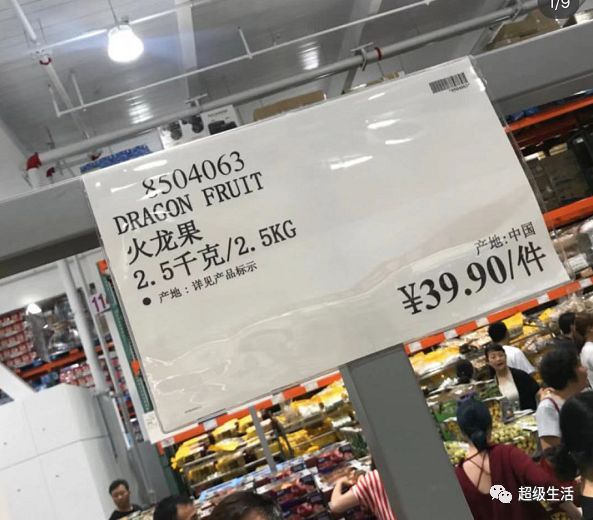 1/9
8504063
DRAGON FRUIT
火龙果
2.5千克/2.5KG
● 产地:详见产品标示
产地:中国
¥39.90/件
11
超级生活